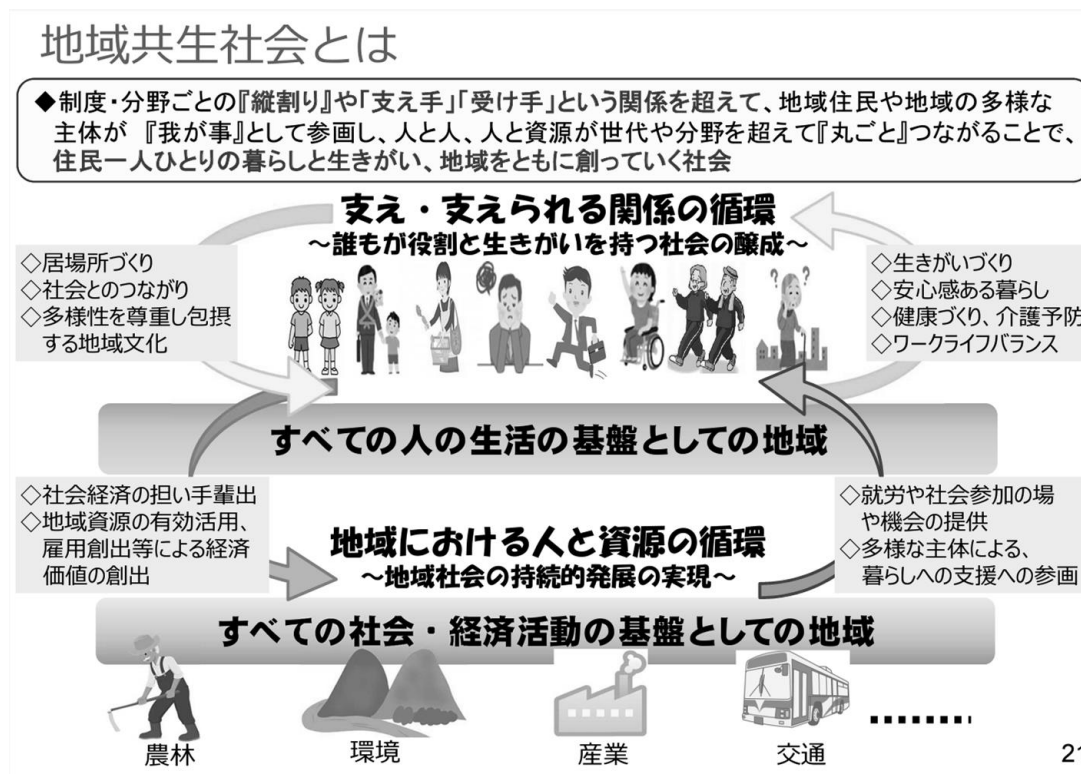 地域共生社会とは
◆制度・分野ごとの『縦割り』や「支え手」「受け手」という関係を超えて、地域住民や地域の多様な
主体が 『我が事』として参画し、人と人、人と資源が世代や分野を超えて『丸ごと』つながることで、
住民一人ひとりの暮らしと生きがい、地域をともに創っていく社会
支え・支えられる関係の循環
～誰もが役割と生きがいを持つ社会の醸成～
◇居場所づくり
◇社会とのつながり
◇多様性を尊重し包摂
する地域文化
◇生きがいづくり
◇安心感ある暮らし
◇健康づくり、介護予防
◇ワークライフバランス
すべての人の生活の基盤としての地域
◇社会経済の担い手輩出
◇地域資源の有効活用、
雇用創出等による経済
価値の創出
地域における人と資源の循環
～地域社会の持続的発展の実現～
◇就労や社会参加の場
や機会の提供
◇多様な主体による、
暮らしへの支援への参画
すべての社会・経済活動の基盤としての地域
農林
環境
産業
交通
21